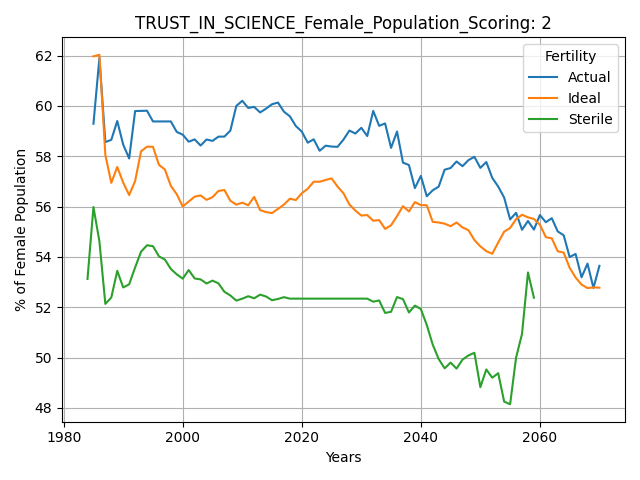 TRUST_IN_SCIENCE_Female_Population_Scoring: 2
Fertility
Actual
Ideal
Sterile
% of Female Population
62
60
58
56
54
52
50
48
1980
2000
2020
2040
2060
Years